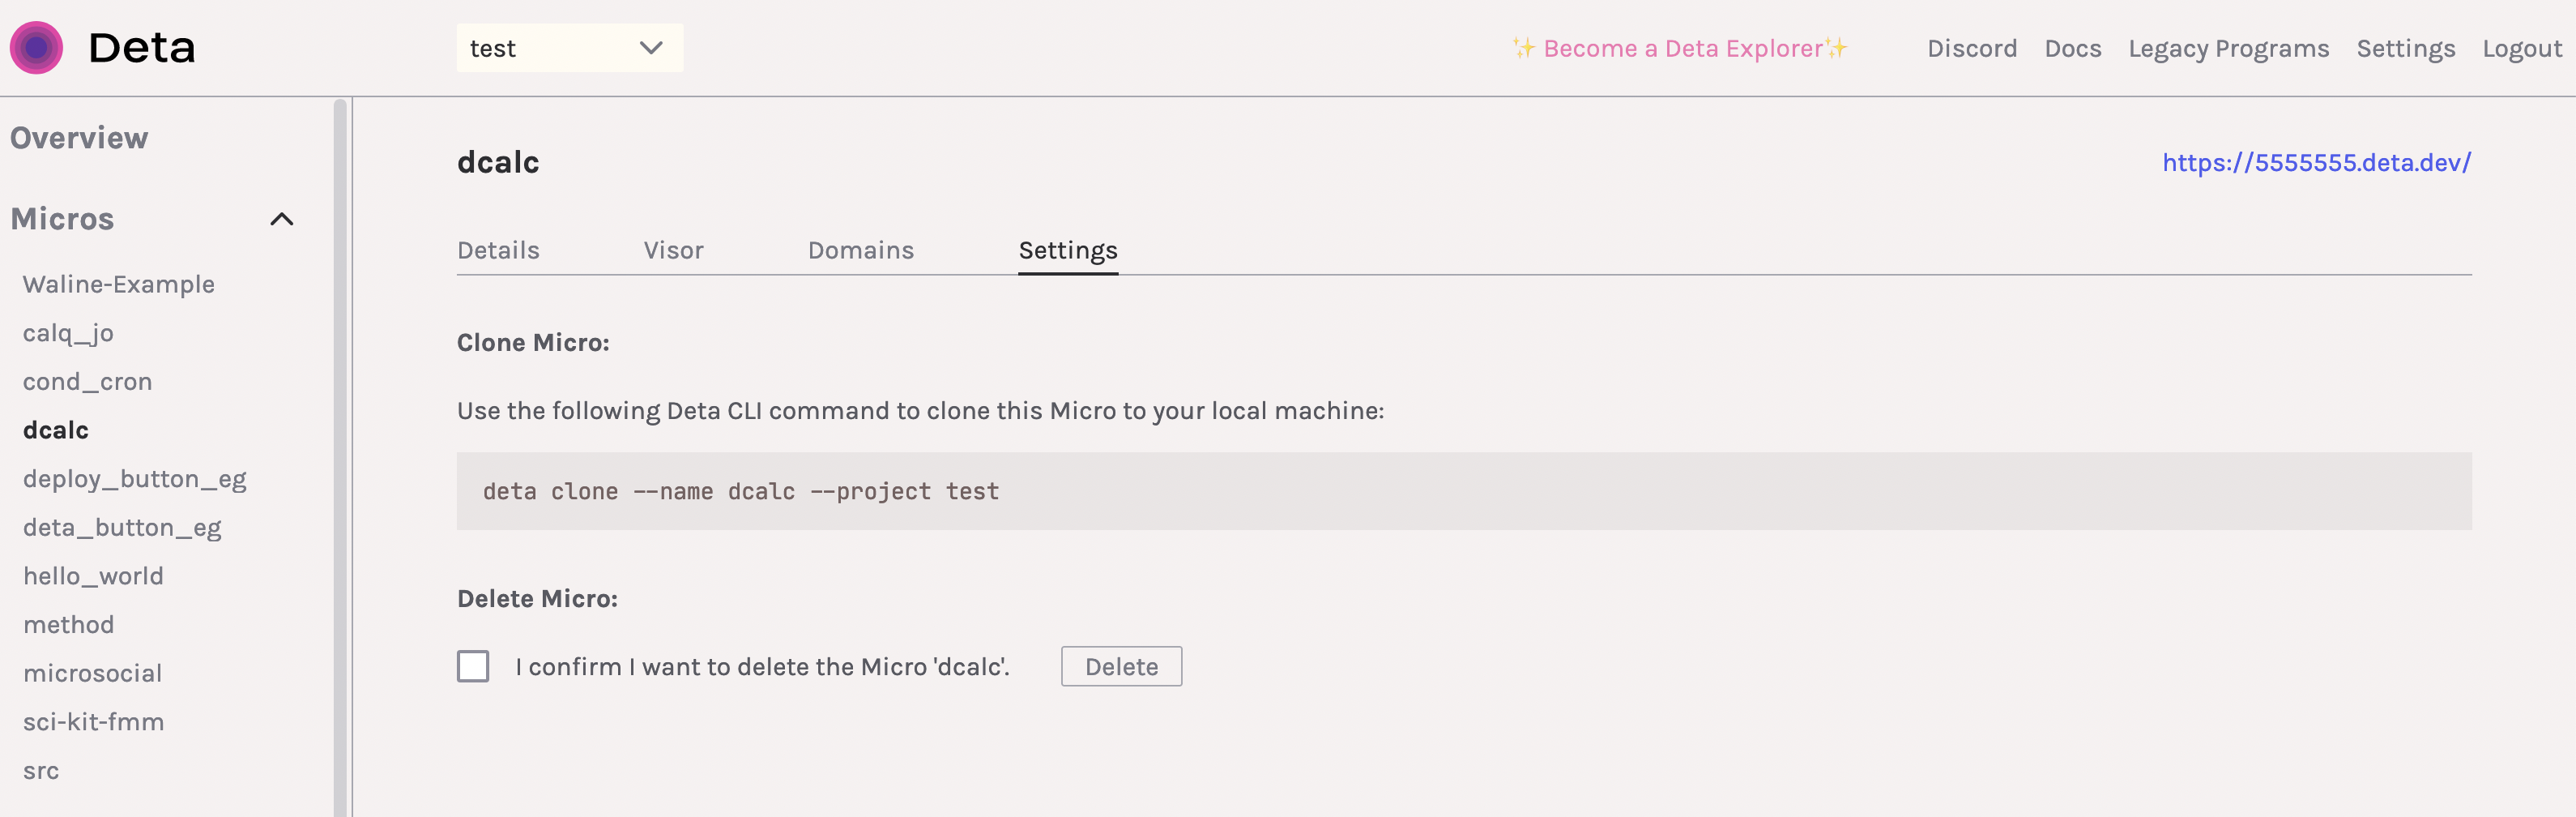 Deta
test
✨ Become a Deta Explorer✨
Discord
Docs
Legacy Programs
Settings
Logout
Overview
Micros
Waline-Example
calq_jo
cond_cron
dcalc
deploy_button_eg
deta_button_eg
hello_world
method
microsocial
sci-kit-fmm
src
dcalc
https://5555555.deta.dev/
Details
Visor
Domains
Settings
Clone Micro:
Use the following Deta CLI command to clone this Micro to your local machine:
deta clone --name dcalc --project test
Delete Micro:
I confirm I want to delete the Micro 'dcalc'.
Delete